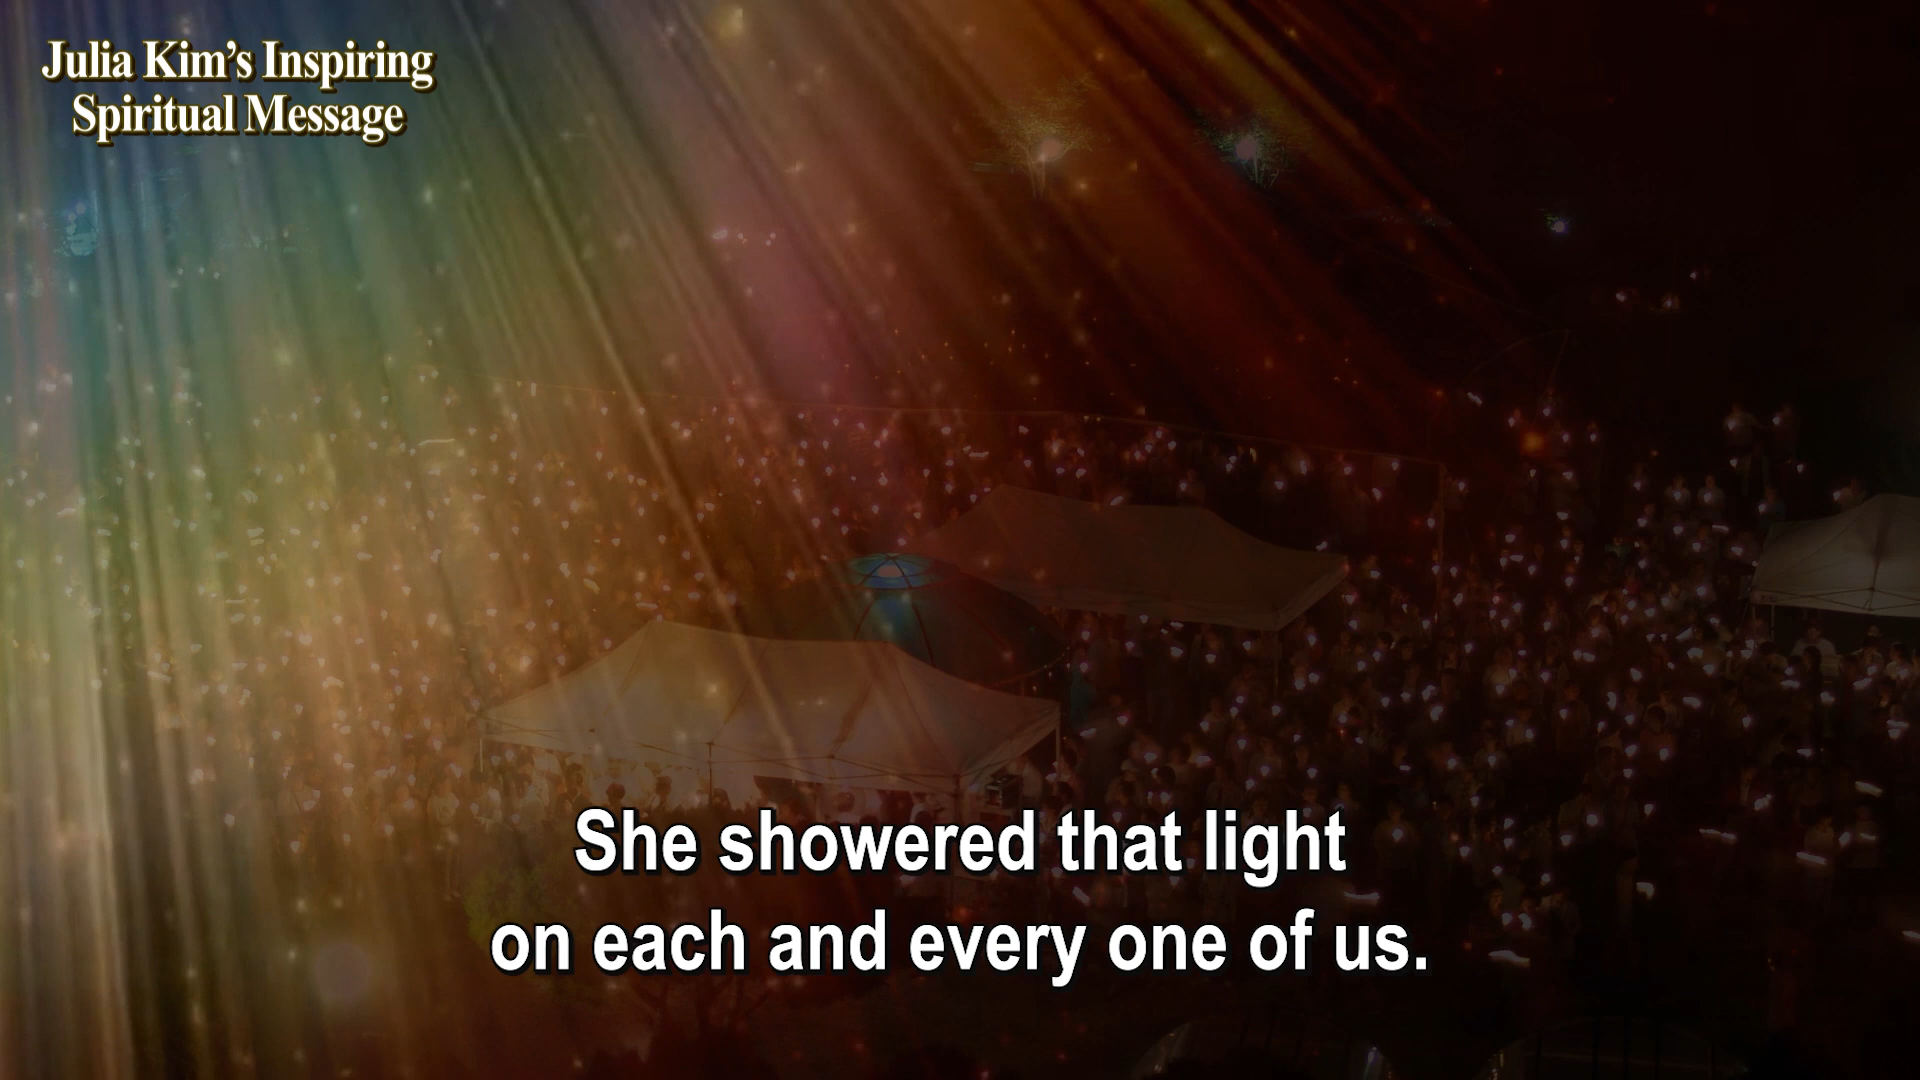 Julia Kim’s Inspiring
Spiritual Message
She showered that light
on each and every one of us.